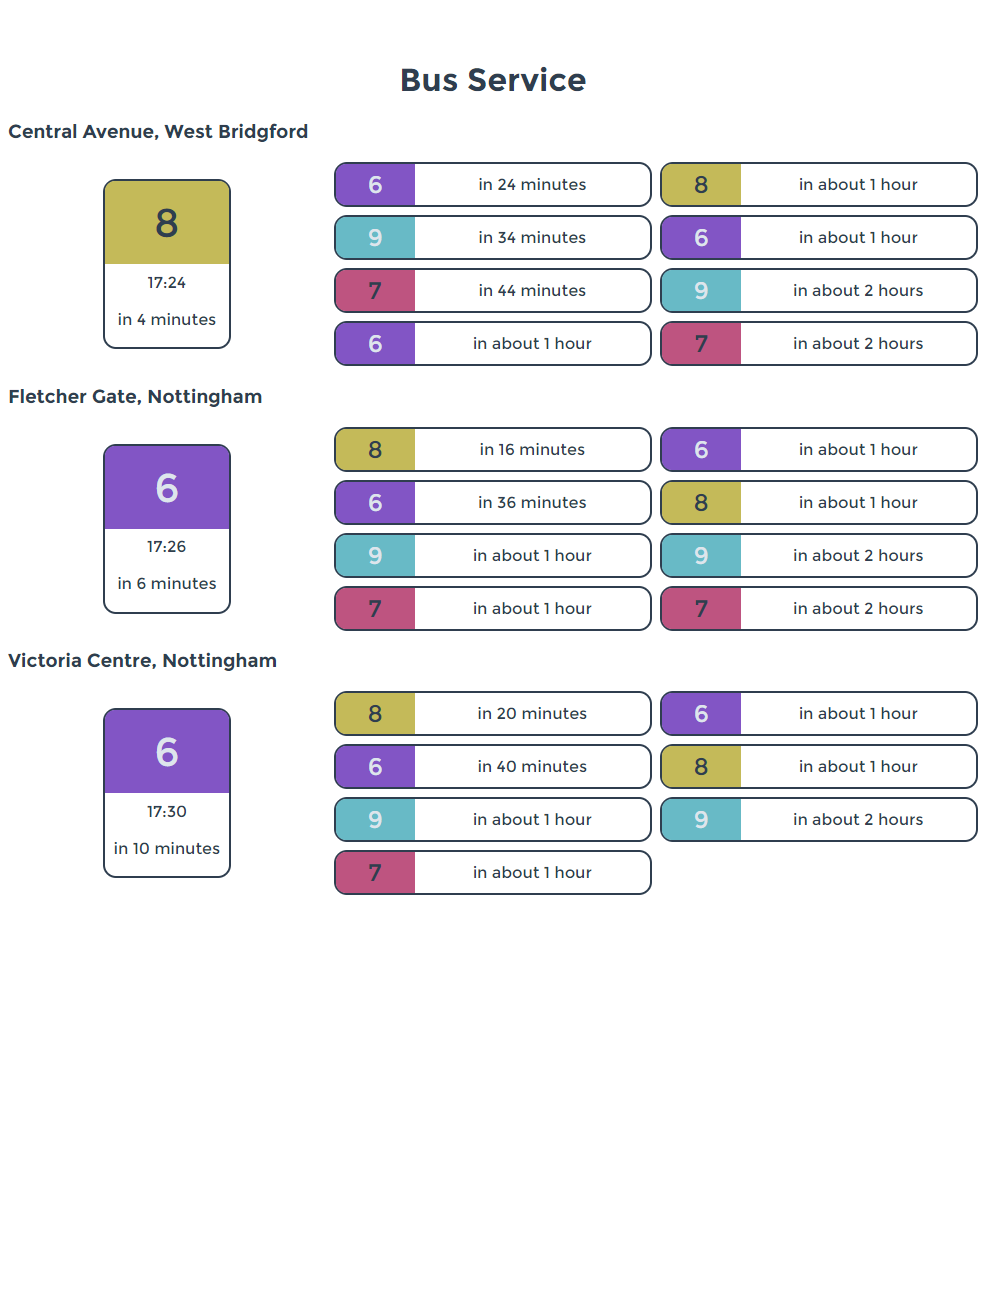 Bus Service
Central Avenue, West Bridgford
8
17:24
in 4 minutes
6 in 24 minutes
9 in 34 minutes
7 in 44 minutes
6 in about 1 hour
8 in about 1 hour
6 in about 1 hour
9 in about 2 hours
7 in about 2 hours
Fletcher Gate, Nottingham
6
17:26
in 6 minutes
8 in 16 minutes
6 in 36 minutes
9 in about 1 hour
7 in about 1 hour
6 in about 1 hour
8 in about 1 hour
9 in about 2 hours
7 in about 2 hours
Victoria Centre, Nottingham
6
17:30
in 10 minutes
8 in 20 minutes
6 in 40 minutes
9 in about 1 hour
7 in about 1 hour
6 in about 1 hour
8 in about 1 hour
9 in about 2 hours